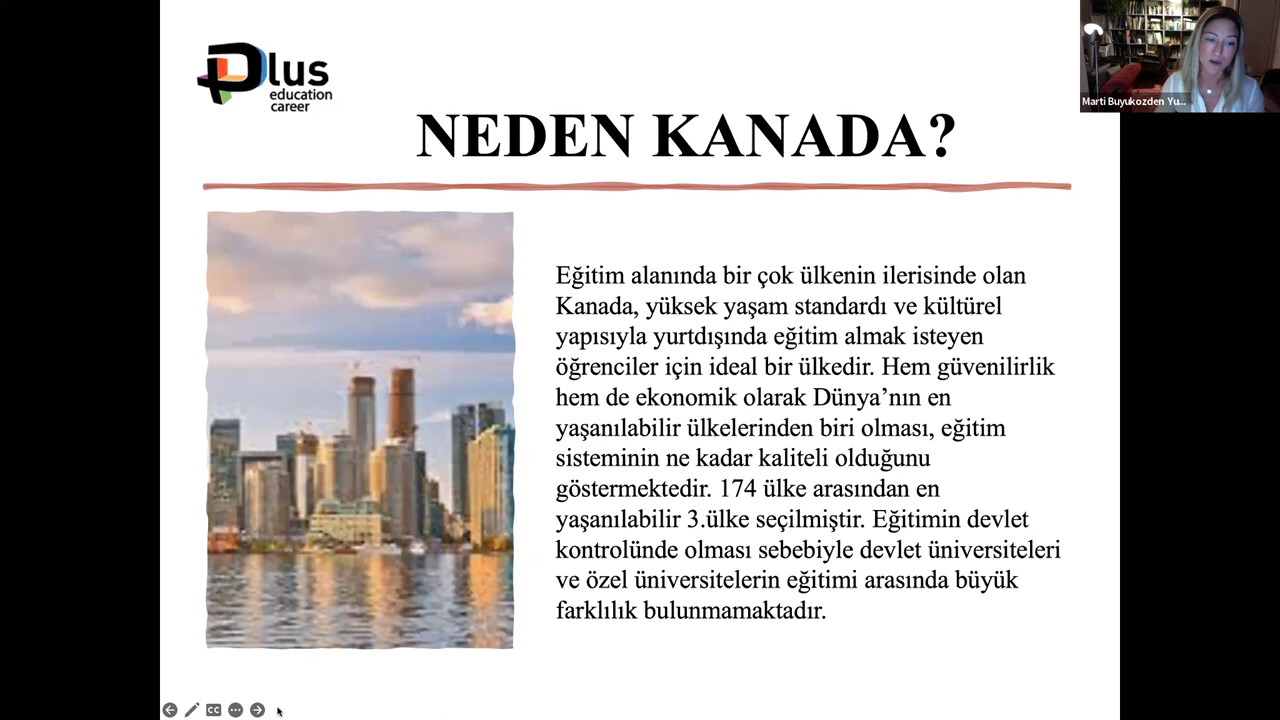 Plus
education
career
Marti Buyukozden Yu...
NEDEN KANADA?
Eğitim alanında bir çok ülkenin ilerisinde olan
Kanada, yüksek yaşam standardı ve kültürel
yapısıyla yurtdışında eğitim almak isteyen
öğrenciler için ideal bir ülkedir. Hem güvenilirlik
hem de ekonomik olarak Dünya’nın en
yaşanılabilir ülkelerinden biri olması, eğitim
sisteminin ne kadar kaliteli olduğunu
göstermektedir. 174 ülke arasından en
yaşanılabilir 3.ülke seçilmiştir. Eğitimin devlet
kontrolünde olması sebebiyle devlet üniversiteleri
ve özel üniversitelerin eğitimi arasında büyük
farklılık bulunmamaktadır.
CC